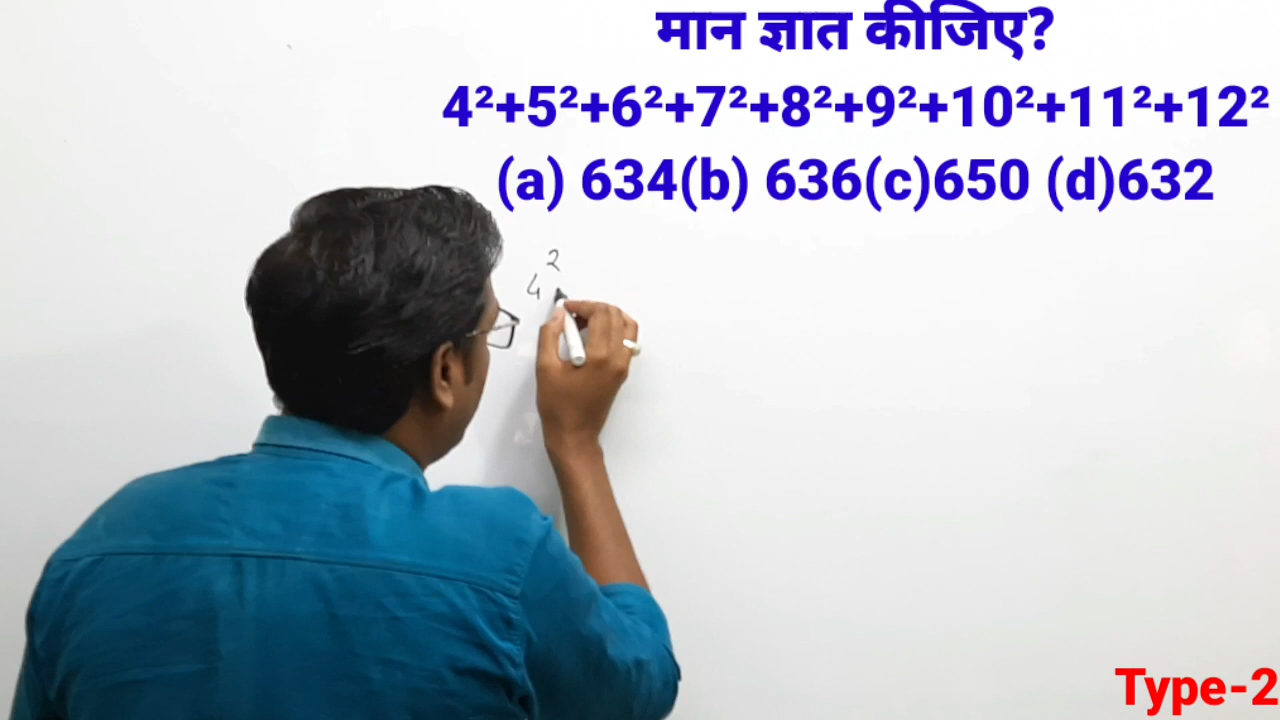 मान ज्ञात कीजिए?
4²+5²+6²+7²+8²+9²+10²+11²+12²
(a) 634(b) 636(c)650 (d)632
4²
Type-2